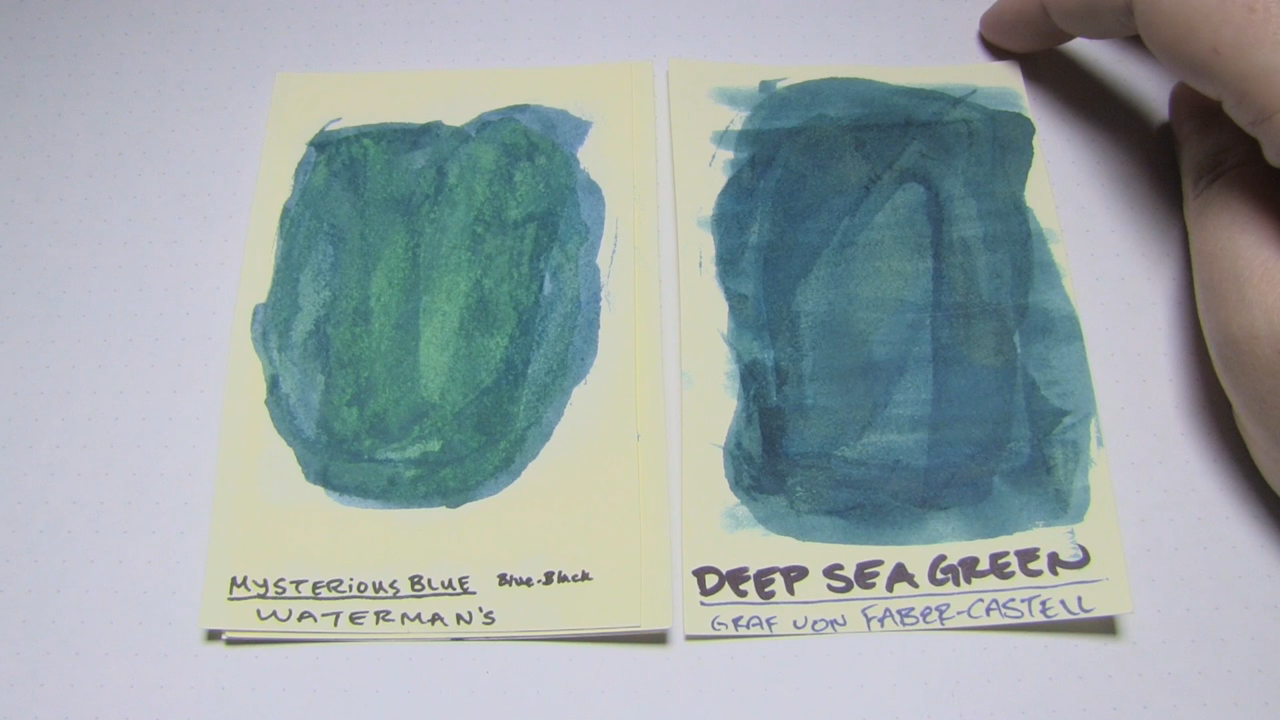 MYSTERIOUS BLUE Blue-Black
WATERMAN'S
DEEP SEA GREEN
GRAF VON FABER-CASTELL